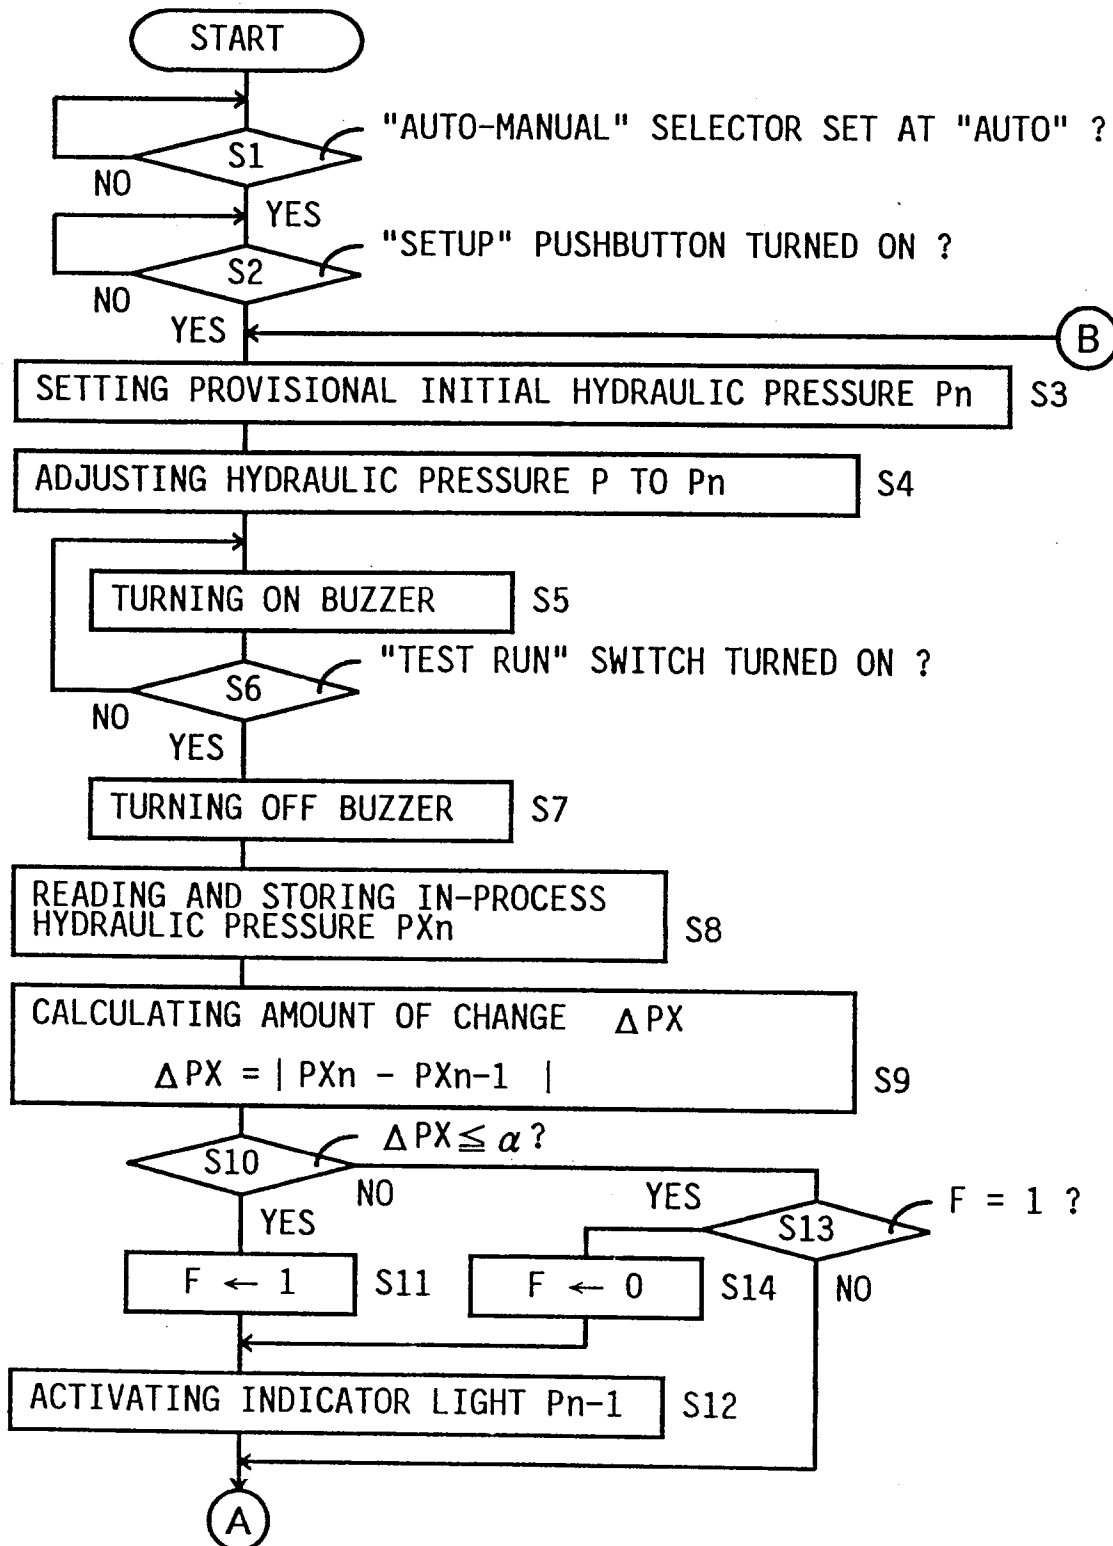 START
"AUTO-MANUAL" SELECTOR SET AT "AUTO" ?
S1
NO
YES
"SETUP" PUSHBUTTON TURNED ON ?
S2
NO
YES
B
SETTING PROVISIONAL INITIAL HYDRAULIC PRESSURE Pn
S3
ADJUSTING HYDRAULIC PRESSURE P TO Pn
S4
TURNING ON BUZZER
S5
"TEST RUN" SWITCH TURNED ON ?
S6
NO
YES
TURNING OFF BUZZER
S7
READING AND STORING IN-PROCESS
HYDRAULIC PRESSURE PXn
S8
CALCULATING AMOUNT OF CHANGE ΔPX
ΔPX = | PXn - PXn-1 |
S9
ΔPX ≦ α ?
S10
NO
YES
YES
F = 1 ?
S13
F ← 1
S11
F ← 0
S14
NO
ACTIVATING INDICATOR LIGHT Pn-1
S12
A